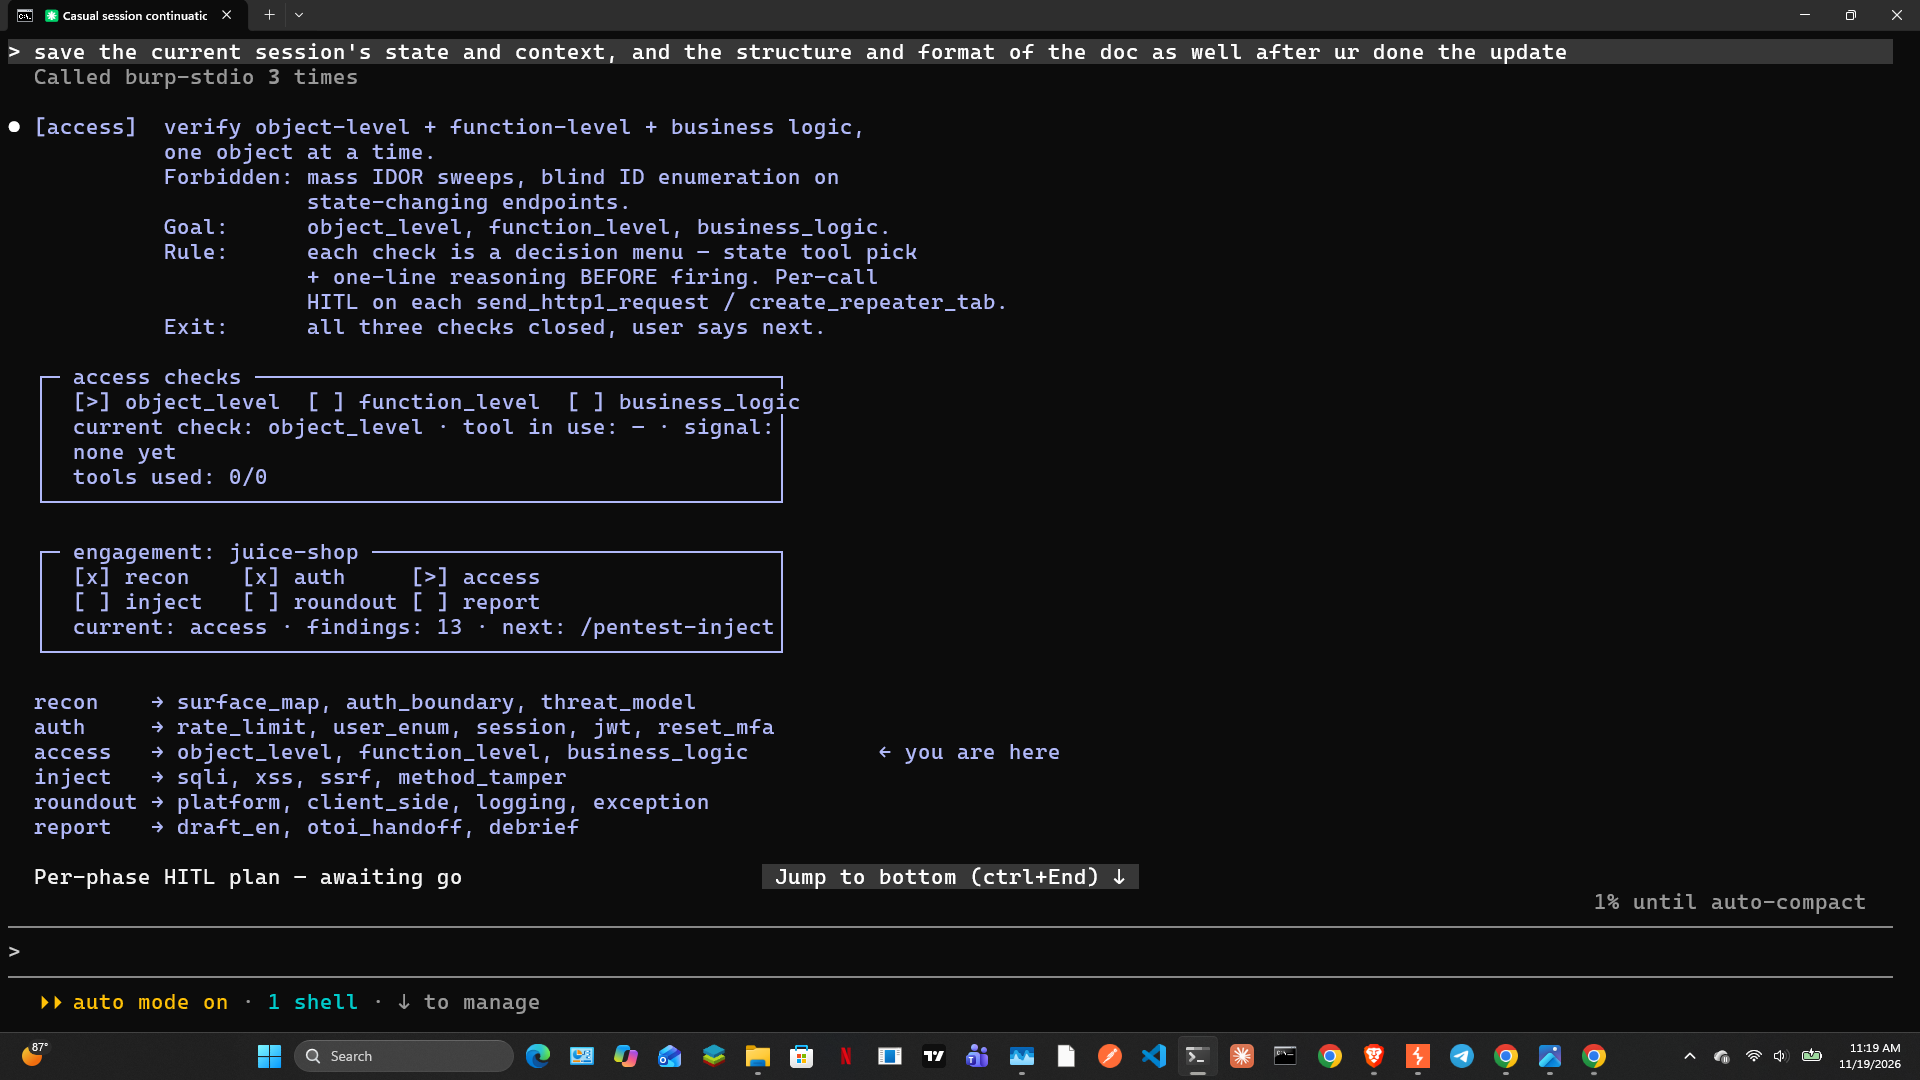 Casual session continuatic
> save the current session's state and context, and the structure and format of the doc as well after ur done the update
Called burp-stdio 3 times
● [access]  verify object-level + function-level + business logic,
one object at a time.
Forbidden: mass IDOR sweeps, blind ID enumeration on
state-changing endpoints.
Goal:      object_level, function_level, business_logic.
Rule:      each check is a decision menu — state tool pick
+ one-line reasoning BEFORE firing. Per-call
HITL on each send_http1_request / create_repeater_tab.
Exit:      all three checks closed, user says next.
access checks
[>] object_level  [ ] function_level  [ ] business_logic
current check: object_level · tool in use: — · signal:
none yet
tools used: 0/0
engagement: juice-shop
[x] recon    [x] auth     [>] access
[ ] inject   [ ] roundout [ ] report
current: access · findings: 13 · next: /pentest-inject
recon    → surface_map, auth_boundary, threat_model
auth     → rate_limit, user_enum, session, jwt, reset_mfa
access   → object_level, function_level, business_logic          ← you are here
inject   → sqli, xss, ssrf, method_tamper
roundout → platform, client_side, logging, exception
report   → draft_en, otoi_handoff, debrief
Per-phase HITL plan — awaiting go
Jump to bottom (ctrl+End) ↓
1% until auto-compact
>
⏵⏵ auto mode on · 1 shell · ↓ to manage
87°
Search
11:19 AM
11/19/2026